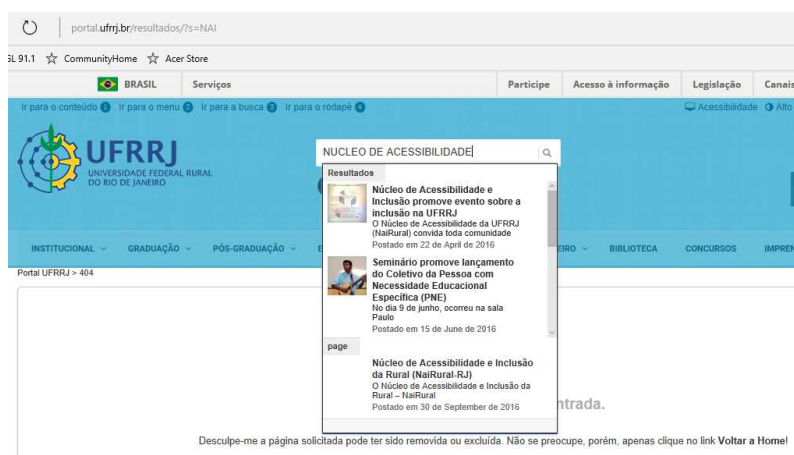 portal.ufrrj.br/resultados/?s=NAI
GL 91.1 CommunityHome Acer Store
BRASIL Serviços Participe Acesso à informação Legislação Canais
Ir para o conteúdo 1 Ir para o menu 2 Ir para a busca 3 Ir para o rodapé 4 Acessibilidade Alto
UFRRJ
UNIVERSIDADE FEDERAL RURAL
DO RIO DE JANEIRO
NUCLEO DE ACESSIBILIDADE
Resultados
Núcleo de Acessibilidade e
Inclusão promove evento sobre a
inclusão na UFRRJ
O Núcleo de Acessibilidade da UFRRJ
(NaiRural) convida toda comunidade
Postado em 22 de April de 2016
INSTITUCIONAL GRADUAÇÃO PÓS-GRADUAÇÃO E EIRO BIBLIOTECA CONCURSOS IMPREN
Portal UFRRJ > 404
Seminário promove lançamento
do Coletivo da Pessoa com
Necessidade Educacional
Específica (PNE)
No dia 9 de junho, ocorreu na sala
Paulo
Postado em 15 de June de 2016
page
Núcleo de Acessibilidade e Inclusão
da Rural (NaiRural-RJ)
O Núcleo de Acessibilidade e Inclusão da
Rural – NaiRural
Postado em 30 de September de 2016
ntrada.
Desculpe-me a página solicitada pode ter sido removida ou excluída. Não se preocupe, porém, apenas clique no link Voltar a Home!